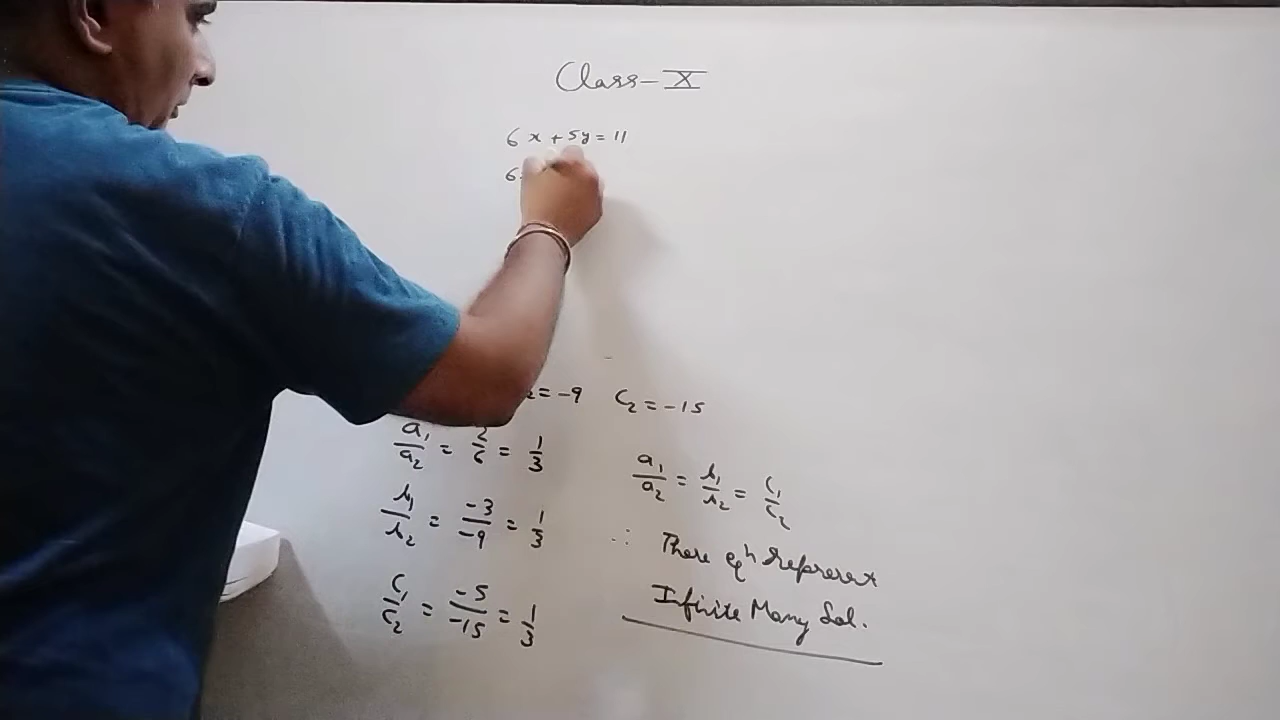 Class-X
6x+5y=11
6
2=-9 C2=-15
a1/a2 = 2/6 = 1/3
b1/b2 = -3/-9 = 1/3
c1/c2 = -5/-15 = 1/3
a1/a2 = b1/b2 = c1/c2
∴ These eqn represent
Infinite Many Sol.